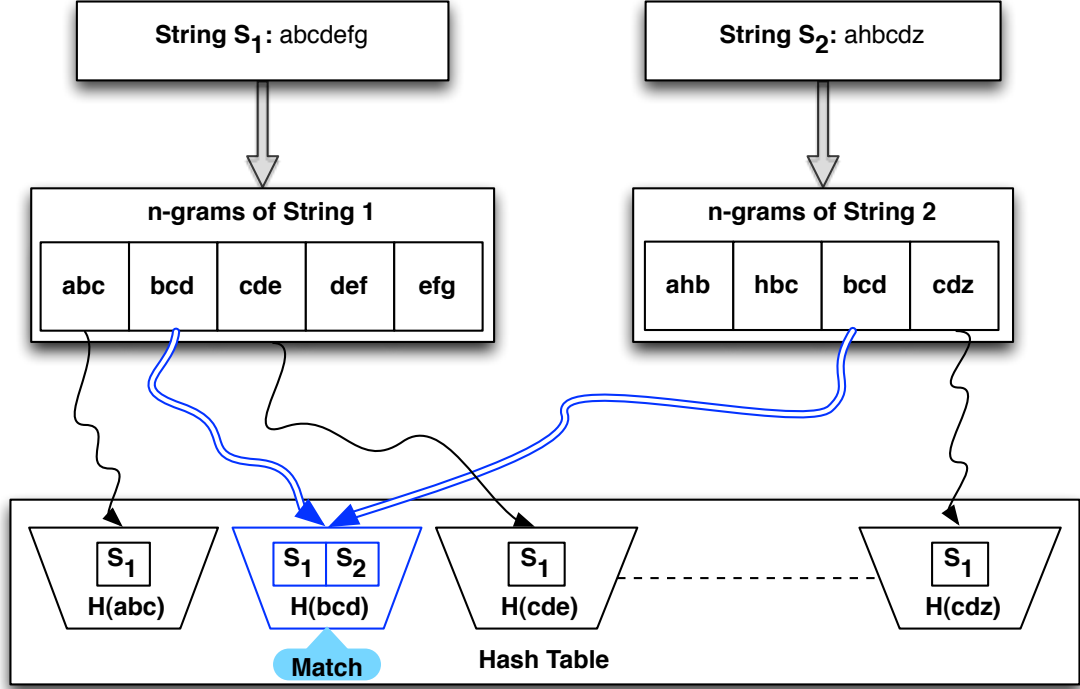 String S1: abcdefg
String S2: ahbcdz
n-grams of String 1
abc bcd cde def efg
n-grams of String 2
ahb hbc bcd cdz
S1
H(abc)
S1 S2
H(bcd)
S1
H(cde)
S1
H(cdz)
Match
Hash Table